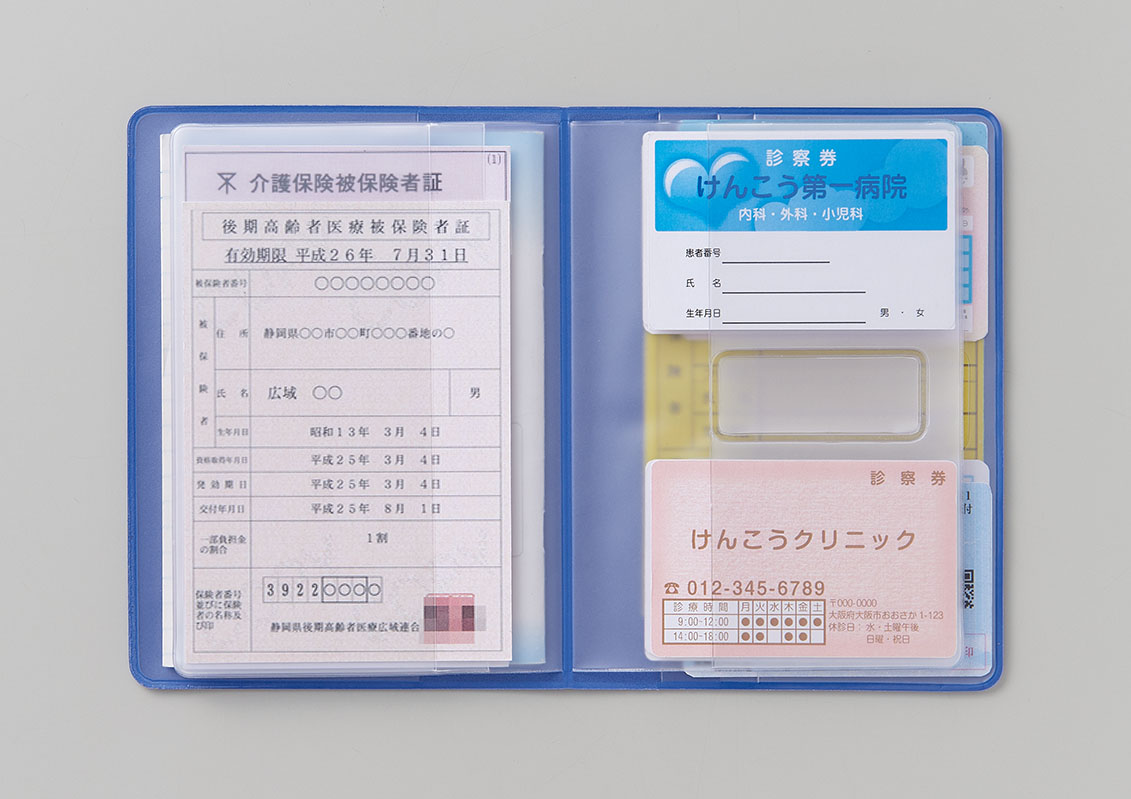 (1)
介護保険被保険者証
後期高齢者医療被保険者証
有効期限 平成26年 7月31日
被保険者番号 ○○○○○○○○
被保険者
住所 静岡県○○市○○町○○○番地の○
氏名 広域 ○○ 男
生年月日 昭和13年 3月 4日
資格取得年月日 平成25年 3月 4日
発効期日 平成25年 3月 4日
交付年月日 平成25年 8月 1日
一部負担金
の割合
1割
保険者番号
並びに保険
者の名称及
び印
3922○○○○
静岡県後期高齢者医療広域連合
診察券
けんこう第一病院
内科・外科・小児科
患者番号
氏 名
生年月日 男 ・ 女
診察券
けんこうクリニック
☎ 012-345-6789
診療時間 月 火 水 木 金 土
9:00-12:00 ● ● ● ● ● ●
14:00-18:00 ● ● ● ●
〒000-0000
大阪府大阪市おおさか1-123
休診日：水・土曜午後
日曜・祝日
1
付
印